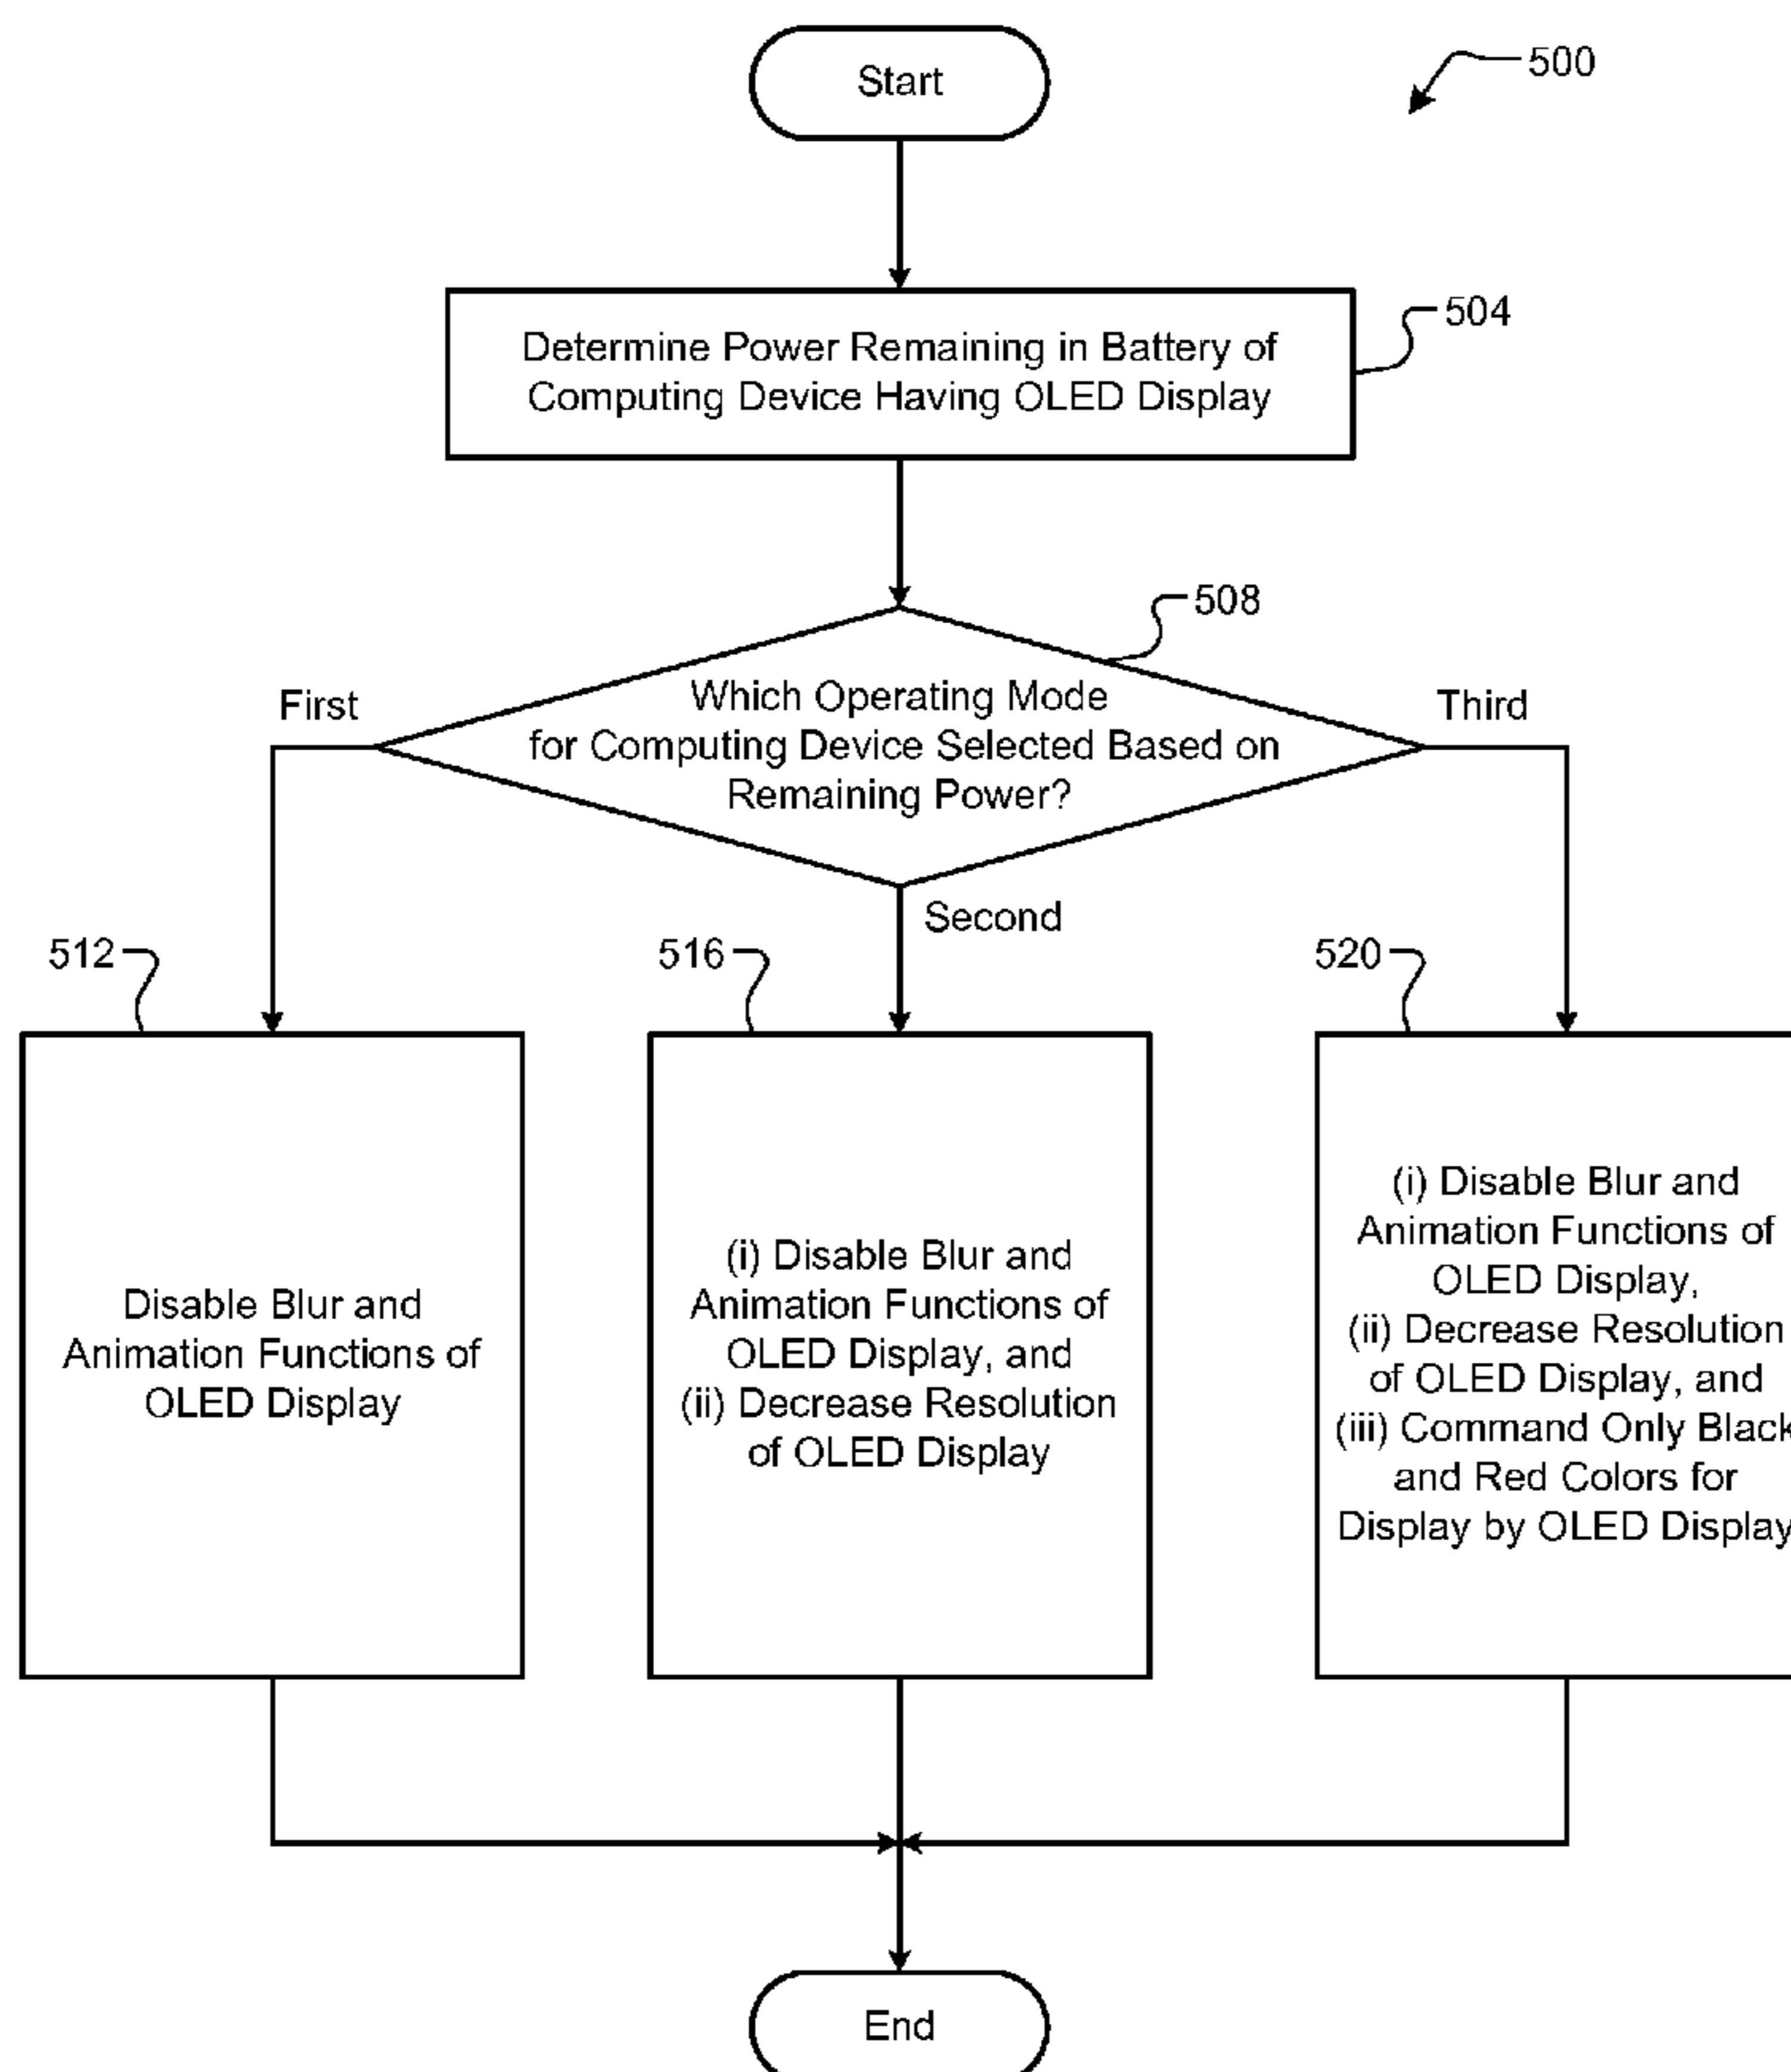 Start
500
Determine Power Remaining in Battery of
Computing Device Having OLED Display
504
508
Which Operating Mode
for Computing Device Selected Based on
Remaining Power?
First
Third
Second
512
516
520
Disable Blur and
Animation Functions of
OLED Display
(i) Disable Blur and
Animation Functions of
OLED Display, and
(ii) Decrease Resolution
of OLED Display
(i) Disable Blur and
Animation Functions of
OLED Display,
(ii) Decrease Resolution
of OLED Display, and
(iii) Command Only Black
and Red Colors for
Display by OLED Display
End